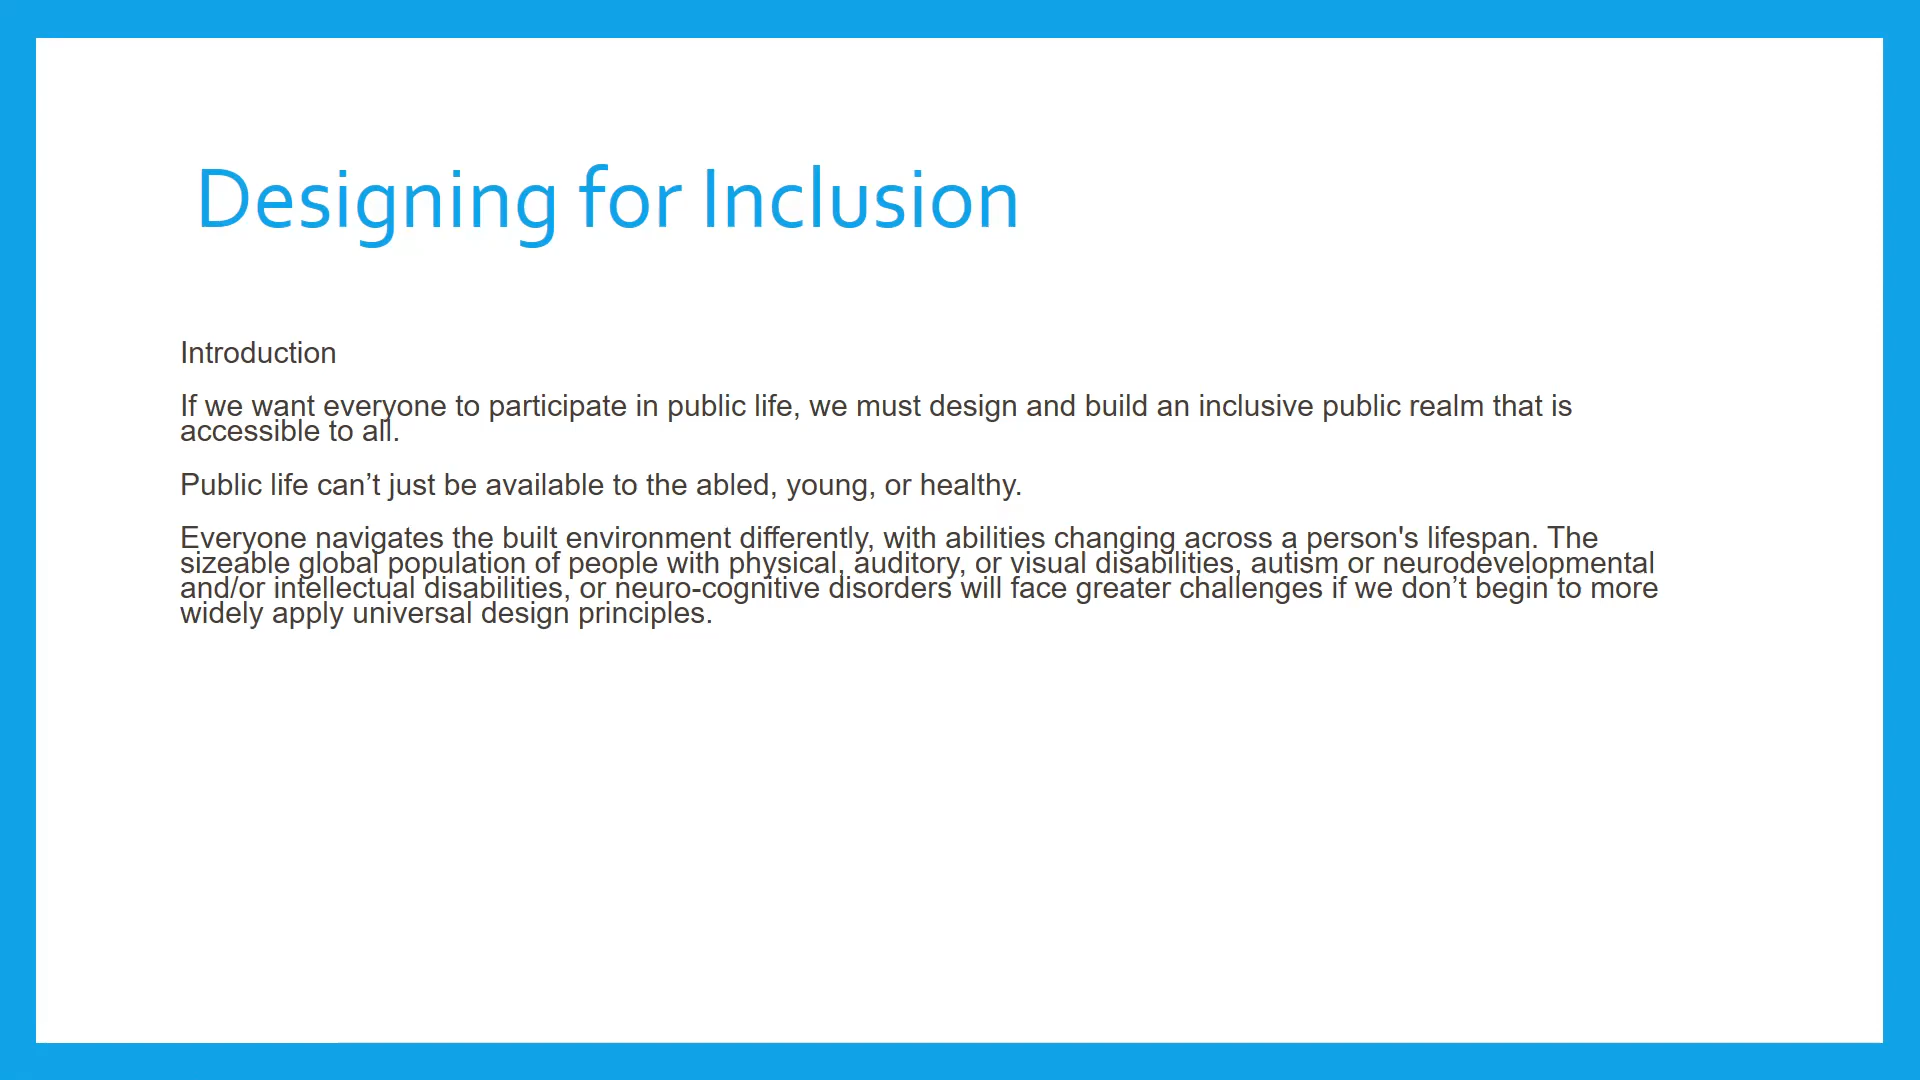 Designing for Inclusion
Introduction
If we want everyone to participate in public life, we must design and build an inclusive public realm that is
accessible to all.
Public life can’t just be available to the abled, young, or healthy.
Everyone navigates the built environment differently, with abilities changing across a person's lifespan. The
sizeable global population of people with physical, auditory, or visual disabilities, autism or neurodevelopmental
and/or intellectual disabilities, or neuro-cognitive disorders will face greater challenges if we don’t begin to more
widely apply universal design principles.